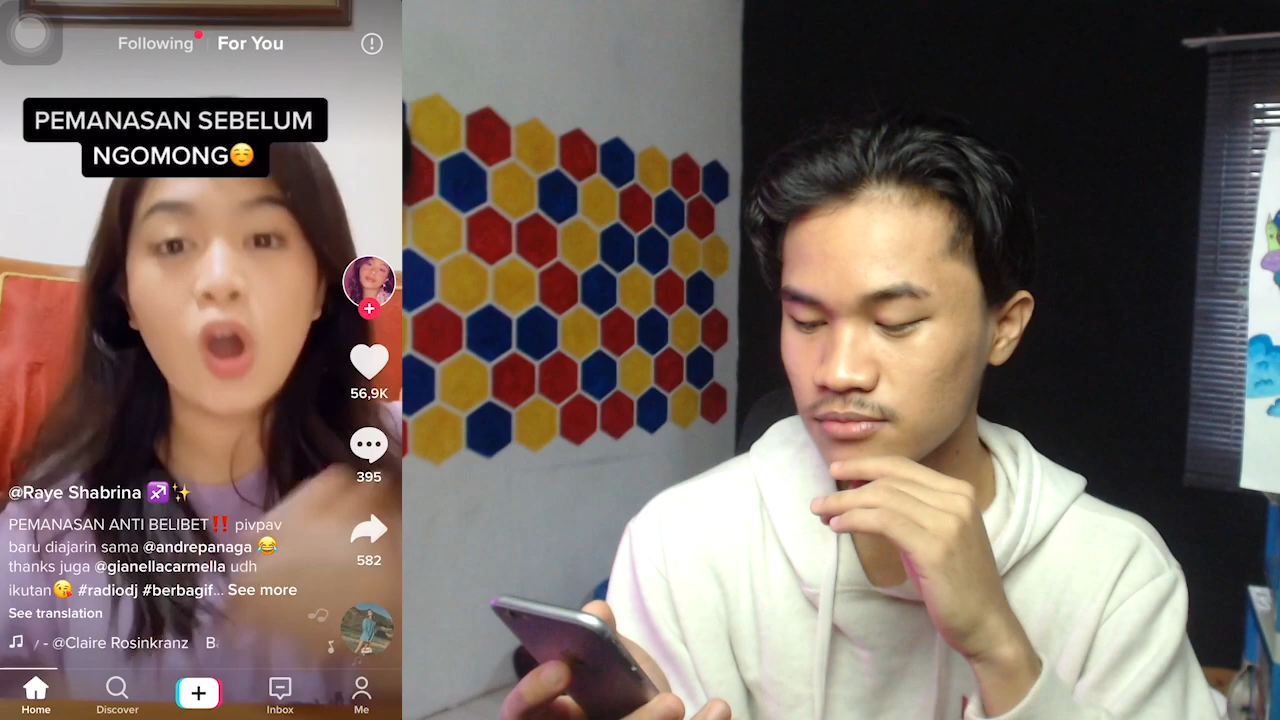 Following For You
PEMANASAN SEBELUM
NGOMONG☺️
56,9K
395
582
@Raye Shabrina ♐✨
PEMANASAN ANTI BELIBET‼️ pivpav
baru diajarin sama @andrepanaga 😂
thanks juga @gianellacarmella udh
ikutan😘 #radiodj #berbagif... See more
See translation
- @Claire Rosinkranz
Home Discover Inbox Me